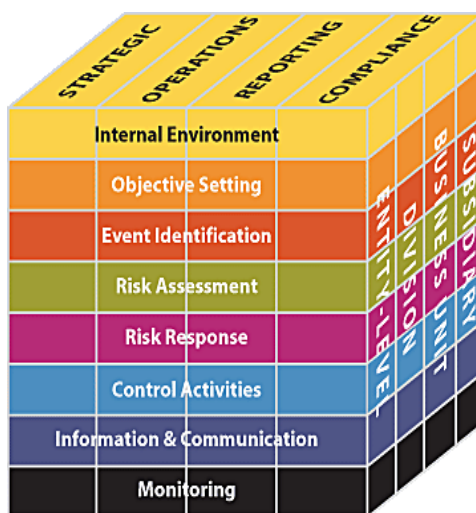 STRATEGIC
OPERATIONS
REPORTING
COMPLIANCE
Internal Environment
Objective Setting
Event Identification
Risk Assessment
Risk Response
Control Activities
Information & Communication
Monitoring
ENTITY-LEVEL
DIVISION
BUSINESS UNIT
SUBSIDIARY